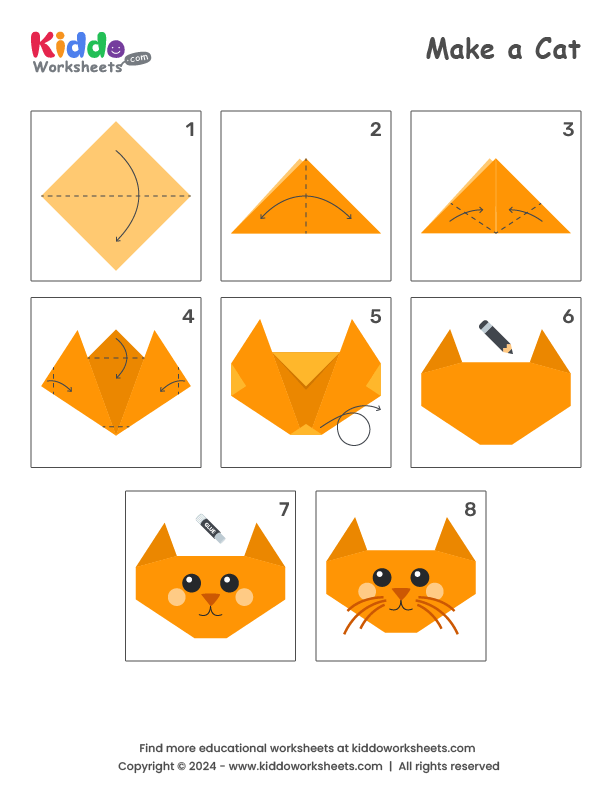 Kiddo
Worksheets
.com
Make a Cat
1
2
3
4
5
6
7
GLUE
8
Find more educational worksheets at kiddoworksheets.com
Copyright © 2024 - www.kiddoworksheets.com | All rights reserved